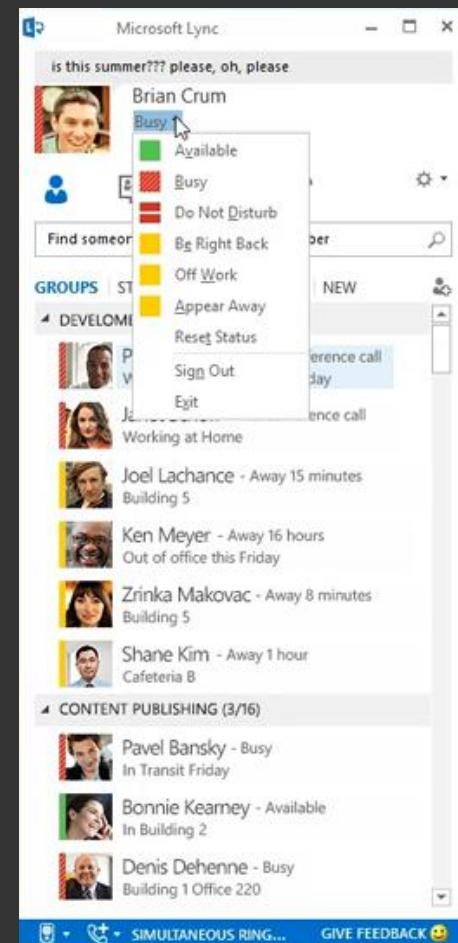 Microsoft Lync
is this summer??? please, oh, please
Brian Crum
Busy
Available
Busy
Do Not Disturb
Be Right Back
Off Work
Appear Away
Reset Status
Sign Out
Exit
Find someor ber
GROUPS ST NEW
DEVELOME
P erence call
W day
ence call
Working at Home
Joel Lachance - Away 15 minutes
Building 5
Ken Meyer - Away 16 hours
Out of office this Friday
Zrinka Makovac - Away 8 minutes
Building 5
Shane Kim - Away 1 hour
Cafeteria B
CONTENT PUBLISHING (3/16)
Pavel Bansky - Busy
In Transit Friday
Bonnie Kearney - Available
In Building 2
Denis Dehenne - Busy
Building 1 Office 220
SIMULTANEOUS RING... GIVE FEEDBACK